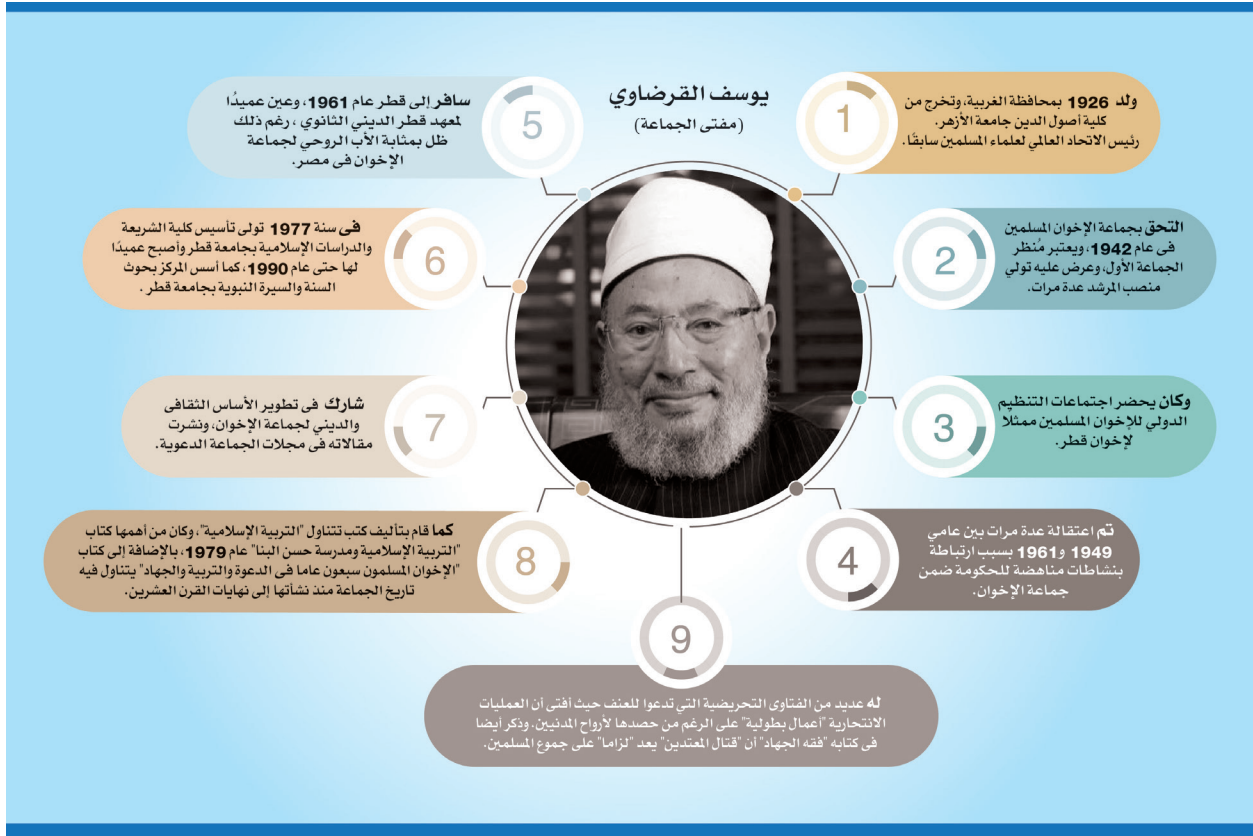 يوسف القرضاوي
(مفتى الجماعة)
1
ولد 1926 بمحافظة الغربية، وتخرج من
كلية أصول الدين جامعة الأزهر.
رئيس الاتحاد العالمي لعلماء المسلمين سابقًا.
2
التحق بجماعة الإخوان المسلمين
فى عام 1942، ويعتبر مُنظر
الجماعة الأول، وعرض عليه تولي
منصب المرشد عدة مرات.
3
وكان يحضر اجتماعات التنظيم
الدولي للإخوان المسلمين ممثلاً
لإخوان قطر.
4
تم اعتقالة عدة مرات بين عامي
1949 و1961 بسبب ارتباطة
بنشاطات مناهضة للحكومة ضمن
جماعة الإخوان.
5
سافر إلى قطر عام 1961، وعين عميدًا
لمعهد قطر الديني الثانوي ، رغم ذلك
ظل بمثابة الأب الروحي لجماعة
الإخوان فى مصر.
6
فى سنة 1977 تولى تأسيس كلية الشريعة
والدراسات الإسلامية بجامعة قطر وأصبح عميدًا
لها حتى عام 1990، كما أسس المركز بحوث
السنة والسيرة النبوية بجامعة قطر .
7
شارك فى تطوير الأساس الثقافى
والديني لجماعة الإخوان، ونشرت
مقالاته فى مجلات الجماعة الدعوية.
8
كما قام بتأليف كتب تتناول "التربية الإسلامية"، وكان من أهمها كتاب
"التربية الإسلامية ومدرسة حسن البنا" عام 1979، بالإضافة إلى كتاب
"الإخوان المسلمون سبعون عاما فى الدعوة والتربية والجهاد" يتناول فيه
تاريخ الجماعة منذ نشأتها إلى نهايات القرن العشرين.
9
له عديد من الفتاوى التحريضية التي تدعوا للعنف حيث أفتى أن العمليات
الانتحارية "أعمال بطولية" على الرغم من حصدها لأرواح المدنيين، وذكر أيضا
فى كتابه "فقه الجهاد" أن "قتال المعتدين" يعد "لزاما" على جموع المسلمين.